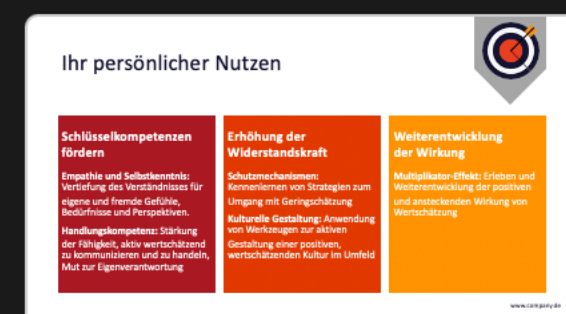 Ihr persönlicher Nutzen
Schlüsselkompetenzen
fördern
Empathie und Selbstkenntnis:
Vertiefung des Verständnisses für
eigene und fremde Gefühle,
Bedürfnisse und Perspektiven.
Handlungskompetenz: Stärkung
der Fähigkeit, aktiv wertschätzend
zu kommunizieren und zu handeln,
Mut zur Eigenverantwortung
Erhöhung der
Widerstandskraft
Schutzmechanismen:
Kennenlernen von Strategien zum
Umgang mit Geringschätzung
Kulturelle Gestaltung: Anwendung
von Werkzeugen zur aktiven
Gestaltung einer positiven,
wertschätzenden Kultur im Umfeld
Weiterentwicklung
der Wirkung
Multiplikator-Effekt: Erleben und
Weiterentwicklung der positiven
und ansteckenden Wirkung von
Wertschätzung
www.company.de